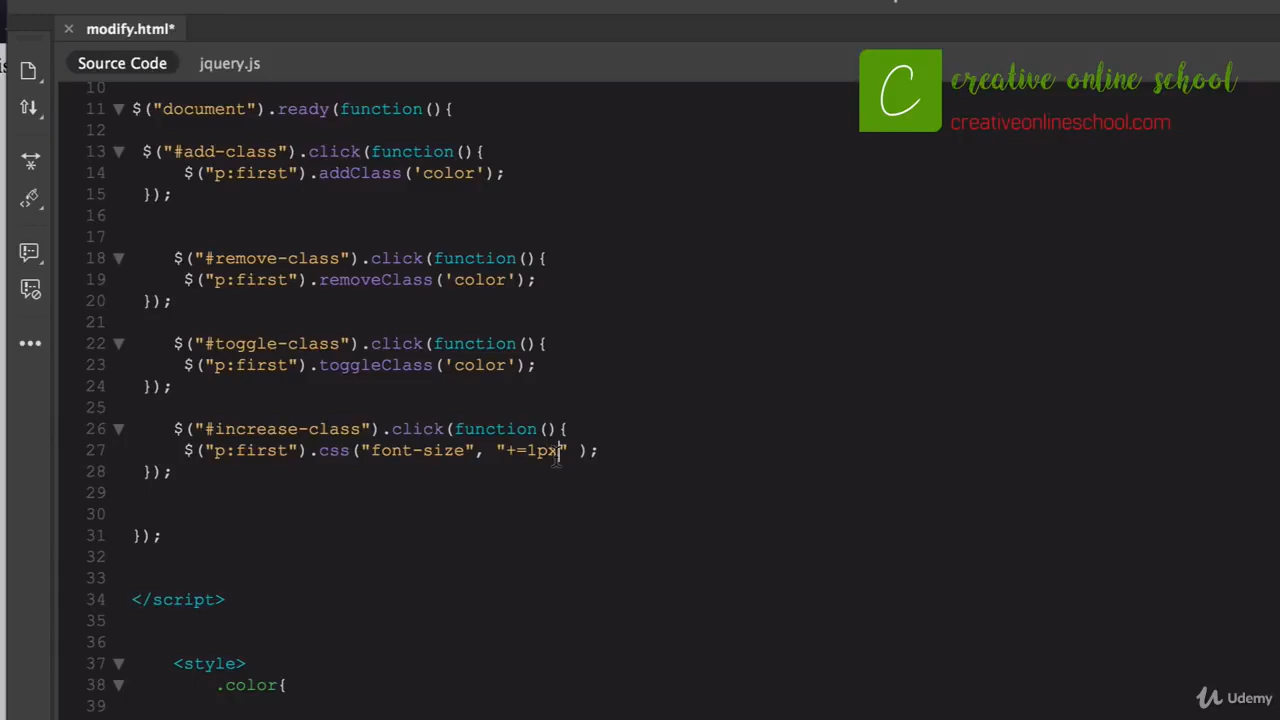 modify.html*
Source Code jquery.js
creative online school
C
creativeonlineschool.com
10
11 $("document").ready(function(){
12
13 $("#add-class").click(function(){
14 $("p:first").addClass('color');
15 });
16
17
18 $("#remove-class").click(function(){
19 $("p:first").removeClass('color');
20 });
21
22 $("#toggle-class").click(function(){
23 $("p:first").toggleClass('color');
24 });
25
26 $("#increase-class").click(function(){
27 $("p:first").css("font-size", "+=1px" );
28 });
29
30
31 });
32
33
34 </script>
35
36
37 <style>
38 .color{
39
Udemy